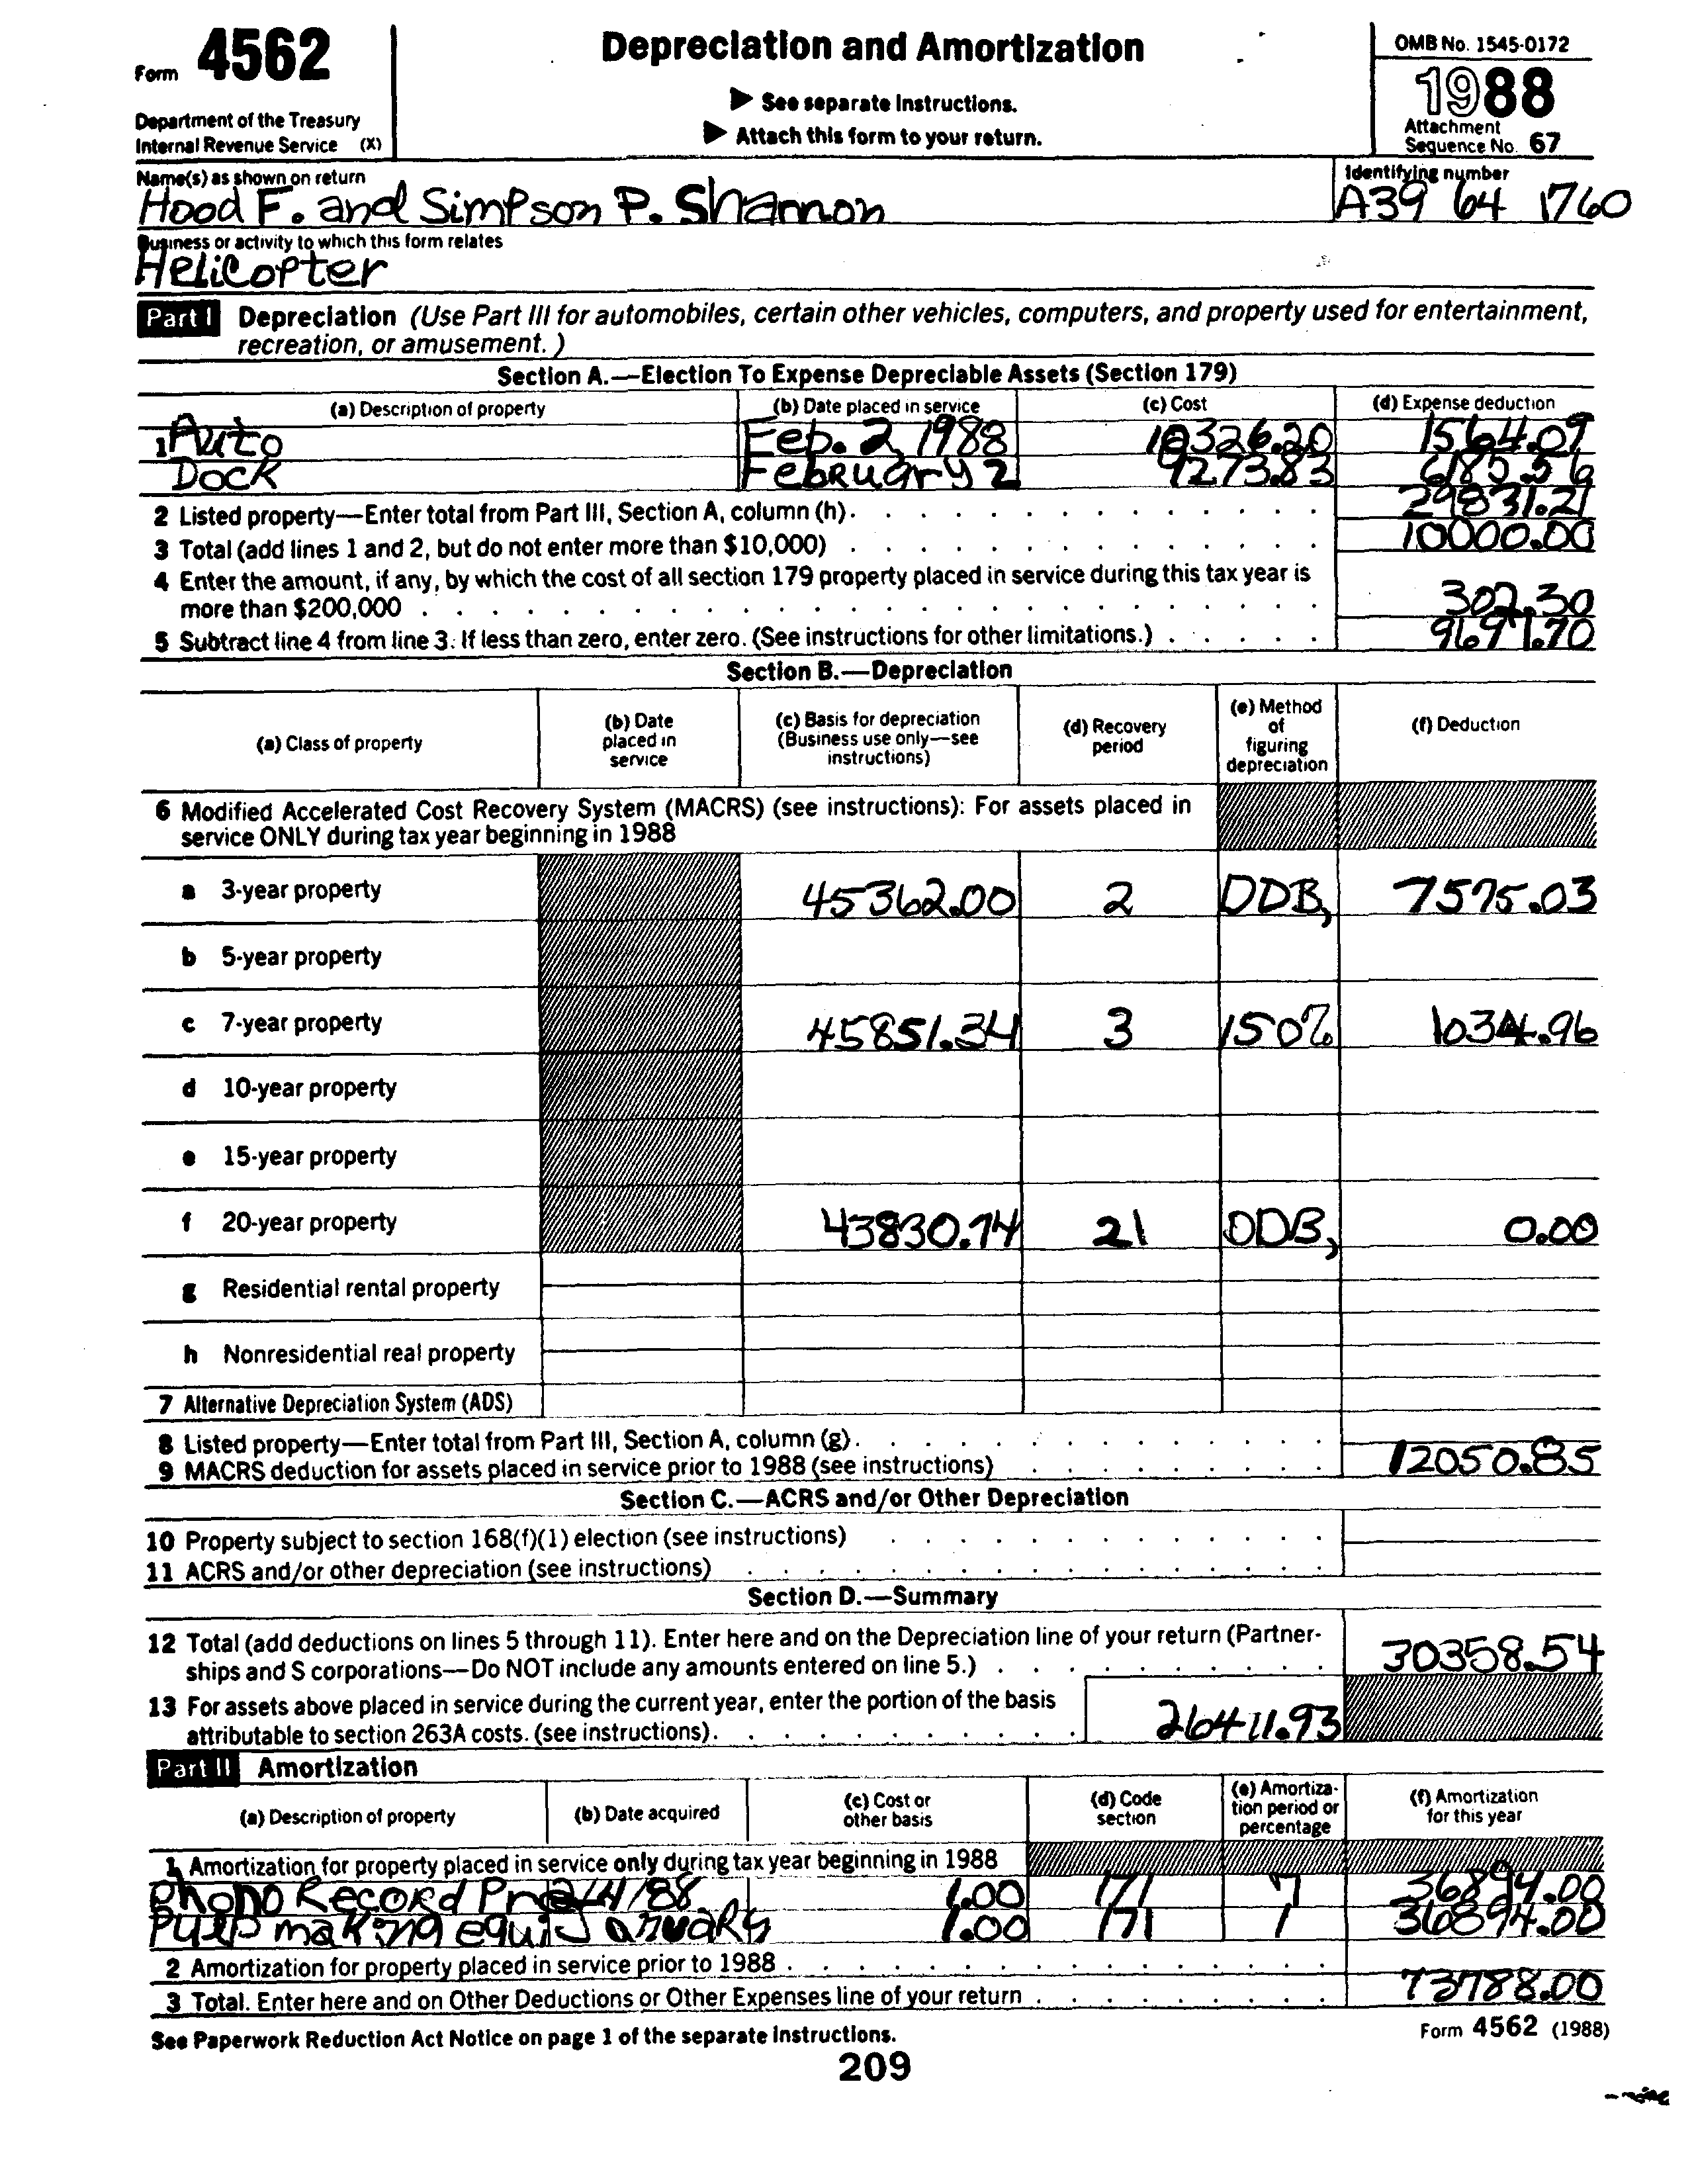 Form 4562
Depreciation and Amortization
OMB No. 1545-0172
1988
► See separate Instructions.
► Attach this form to your return.
Department of the Treasury
Internal Revenue Service (X)
Attachment
Sequence No. 67
Name(s) as shown on return
Identifying number
Hood F. and Simpson P. Shannon
A39 64 1760
Business or activity to which this form relates
Helicopter
Part I Depreciation (Use Part III for automobiles, certain other vehicles, computers, and property used for entertainment,
recreation, or amusement.)
Section A.—Election To Expense Depreciable Assets (Section 179)
(a) Description of property (b) Date placed in service (c) Cost (d) Expense deduction
1 Auto Feb. 2, 1988 10326.20 1564.09
Dock February 2 9273.83 6185.56
2 Listed property—Enter total from Part III, Section A, column (h). 29831.21
3 Total (add lines 1 and 2, but do not enter more than $10,000) 10000.00
4 Enter the amount, if any, by which the cost of all section 179 property placed in service during this tax year is
more than $200,000 302.30
5 Subtract line 4 from line 3. If less than zero, enter zero. (See instructions for other limitations.) 9697.70
Section B.—Depreciation
(a) Class of property (b) Date placed in service (c) Basis for depreciation (Business use only—see instructions) (d) Recovery period (e) Method of figuring depreciation (f) Deduction
6 Modified Accelerated Cost Recovery System (MACRS) (see instructions): For assets placed in
service ONLY during tax year beginning in 1988
a 3-year property 45362.00 2 DDB, 7575.03
b 5-year property
c 7-year property 45851.34 3 150% 1034.96
d 10-year property
e 15-year property
f 20-year property 43830.74 21 DDB, 0.00
g Residential rental property
h Nonresidential real property
7 Alternative Depreciation System (ADS)
8 Listed property—Enter total from Part III, Section A, column (g).
9 MACRS deduction for assets placed in service prior to 1988 (see instructions) 12050.85
Section C.—ACRS and/or Other Depreciation
10 Property subject to section 168(f)(1) election (see instructions)
11 ACRS and/or other depreciation (see instructions)
Section D.—Summary
12 Total (add deductions on lines 5 through 11). Enter here and on the Depreciation line of your return (Partner-
ships and S corporations—Do NOT include any amounts entered on line 5.) 30358.54
13 For assets above placed in service during the current year, enter the portion of the basis
attributable to section 263A costs. (see instructions). 26411.93
Part II Amortization
(a) Description of property (b) Date acquired (c) Cost or other basis (d) Code section (e) Amortiza-tion period or percentage (f) Amortization for this year
1 Amortization for property placed in service only during tax year beginning in 1988
Phono Record Pre 2/4/88 1.00 171 7 36894.00
Pulp making equi January 1.00 171 1 36894.00
2 Amortization for property placed in service prior to 1988
3 Total. Enter here and on Other Deductions or Other Expenses line of your return 73788.00
See Paperwork Reduction Act Notice on page 1 of the separate Instructions.
Form 4562 (1988)
209